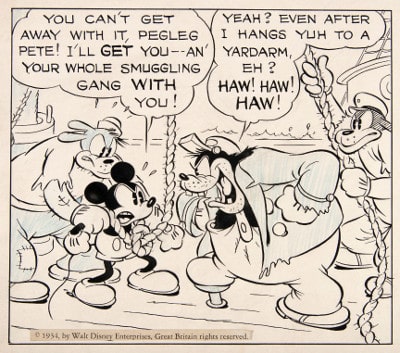 YOU CAN'T GET
AWAY WITH IT, PEGLEG
PETE! I'LL GET YOU--AN'
YOUR WHOLE SMUGGLING
GANG WITH
YOU!
YEAH? EVEN AFTER
I HANGS YUH TO A
YARDARM,
EH?
HAW! HAW!
HAW!
© 1934, by Walt Disney Enterprises, Great Britain rights reserved.